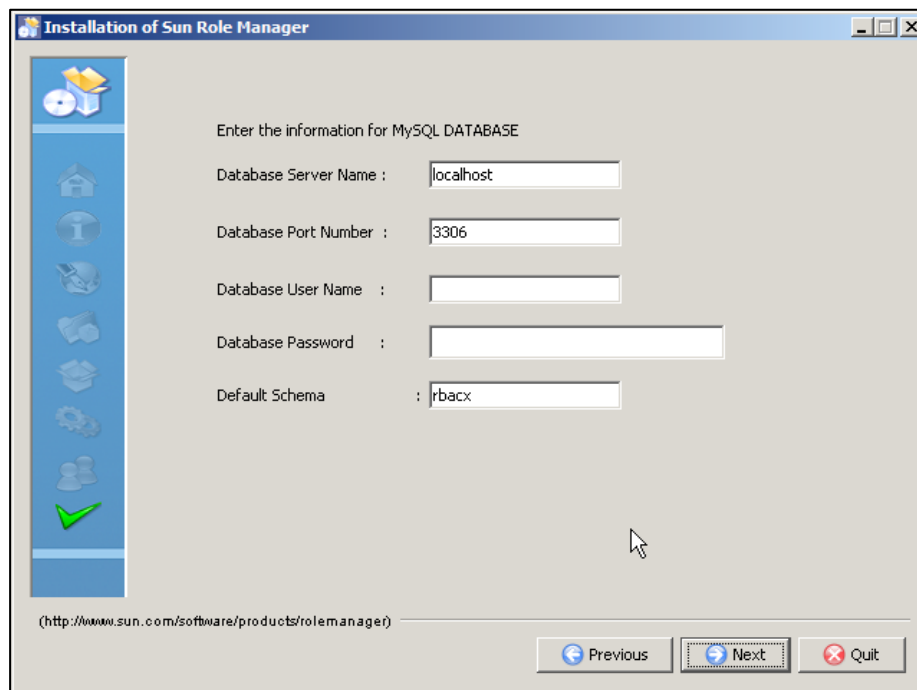 Installation of Sun Role Manager
Enter the information for MySQL DATABASE
Database Server Name : localhost
Database Port Number : 3306
Database User Name :
Database Password :
Default Schema : rbacx
(http://www.sun.com/software/products/rolemanager)
Previous Next Quit